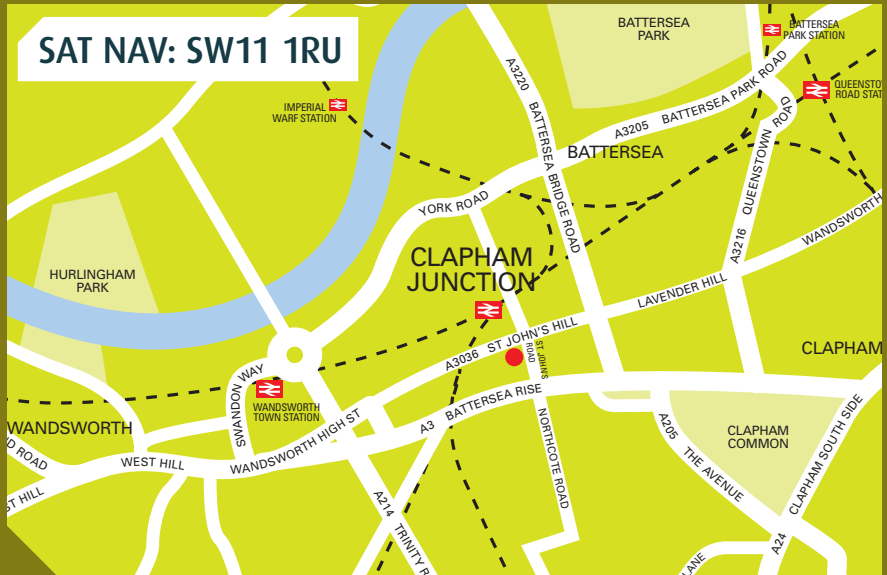 SAT NAV: SW11 1RU
BATTERSEA
PARK
BATTERSEA
PARK STATION
IMPERIAL
WARF STATION
A3220 BATTERSEA BRIDGE ROAD
A3205 BATTERSEA PARK ROAD
ROAD STAT
BATTERSEA
A3216 QUEENSTOWN ROAD
YORK ROAD
WANDSWORTH
CLAPHAM
JUNCTION
HURLINGHAM
PARK
LAVENDER HILL
A3036 ST JOHN'S HILL
ST JOHN'S
ROAD
CLAPHAM
SWANDON WAY
WANDSWORTH
TOWN STATION
A3 BATTERSEA RISE
WANDSWORTH
ND ROAD
WEST HILL
WANDSWORTH HIGH ST
ST HILL
NORTHCOTE ROAD
A205 THE AVENUE
CLAPHAM
COMMON
CLAPHAM SOUTH SIDE
A24
A214 TRINITY R
LANE